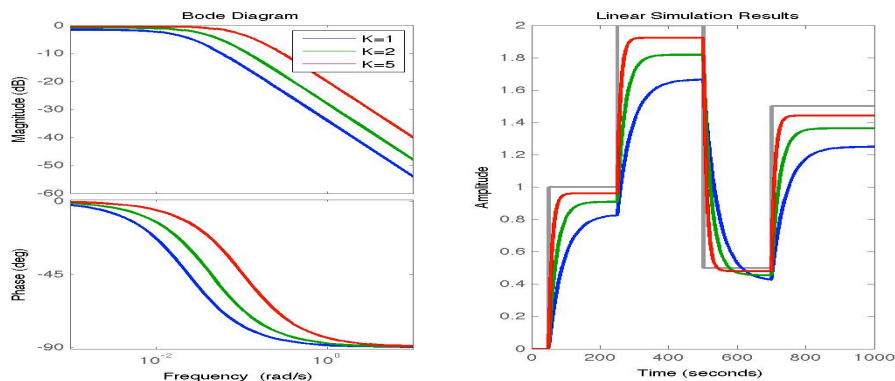 Bode Diagram
0
-10
-20
-30
-40
-50
-60
Magnitude (dB)
K=1
K=2
K=5
0
-45
-90
Phase (deg)
10^-2
10^0
Frequency (rad/s)
Linear Simulation Results
2
1.8
1.6
1.4
1.2
1
0.8
0.6
0.4
0.2
0
Amplitude
0
200
400
600
800
1000
Time (seconds)